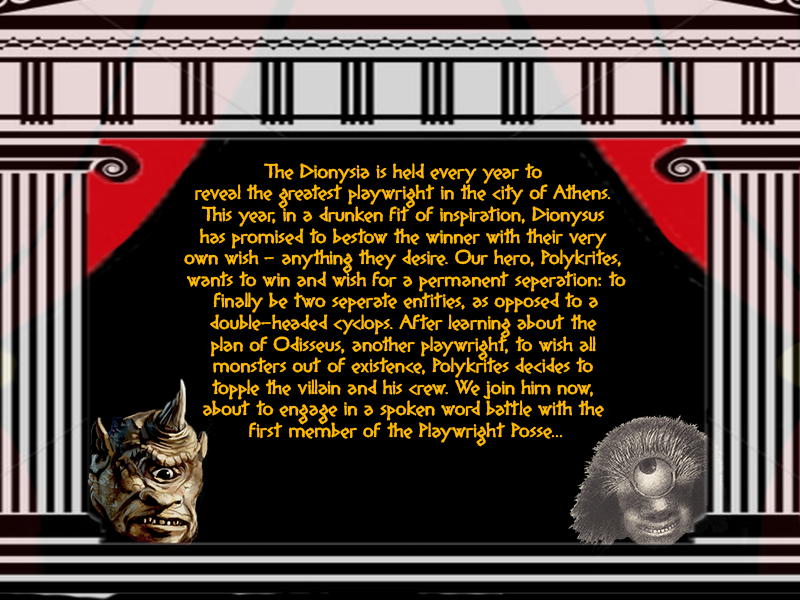 The Dionysia is held every year to
reveal the greatest playwright in the city of Athens.
This year, in a drunken fit of inspiration, Dionysus
has promised to bestow the winner with their very
own wish - anything they desire. Our hero, Polykrites,
wants to win and wish for a permanent seperation: to
finally be two seperate entities, as opposed to a
double-headed cyclops. After learning about the
plan of Odisseus, another playwright, to wish all
monsters out of existence, Polykrites decides to
topple the villain and his crew. We join him now,
about to engage in a spoken word battle with the
first member of the Playwright Posse...